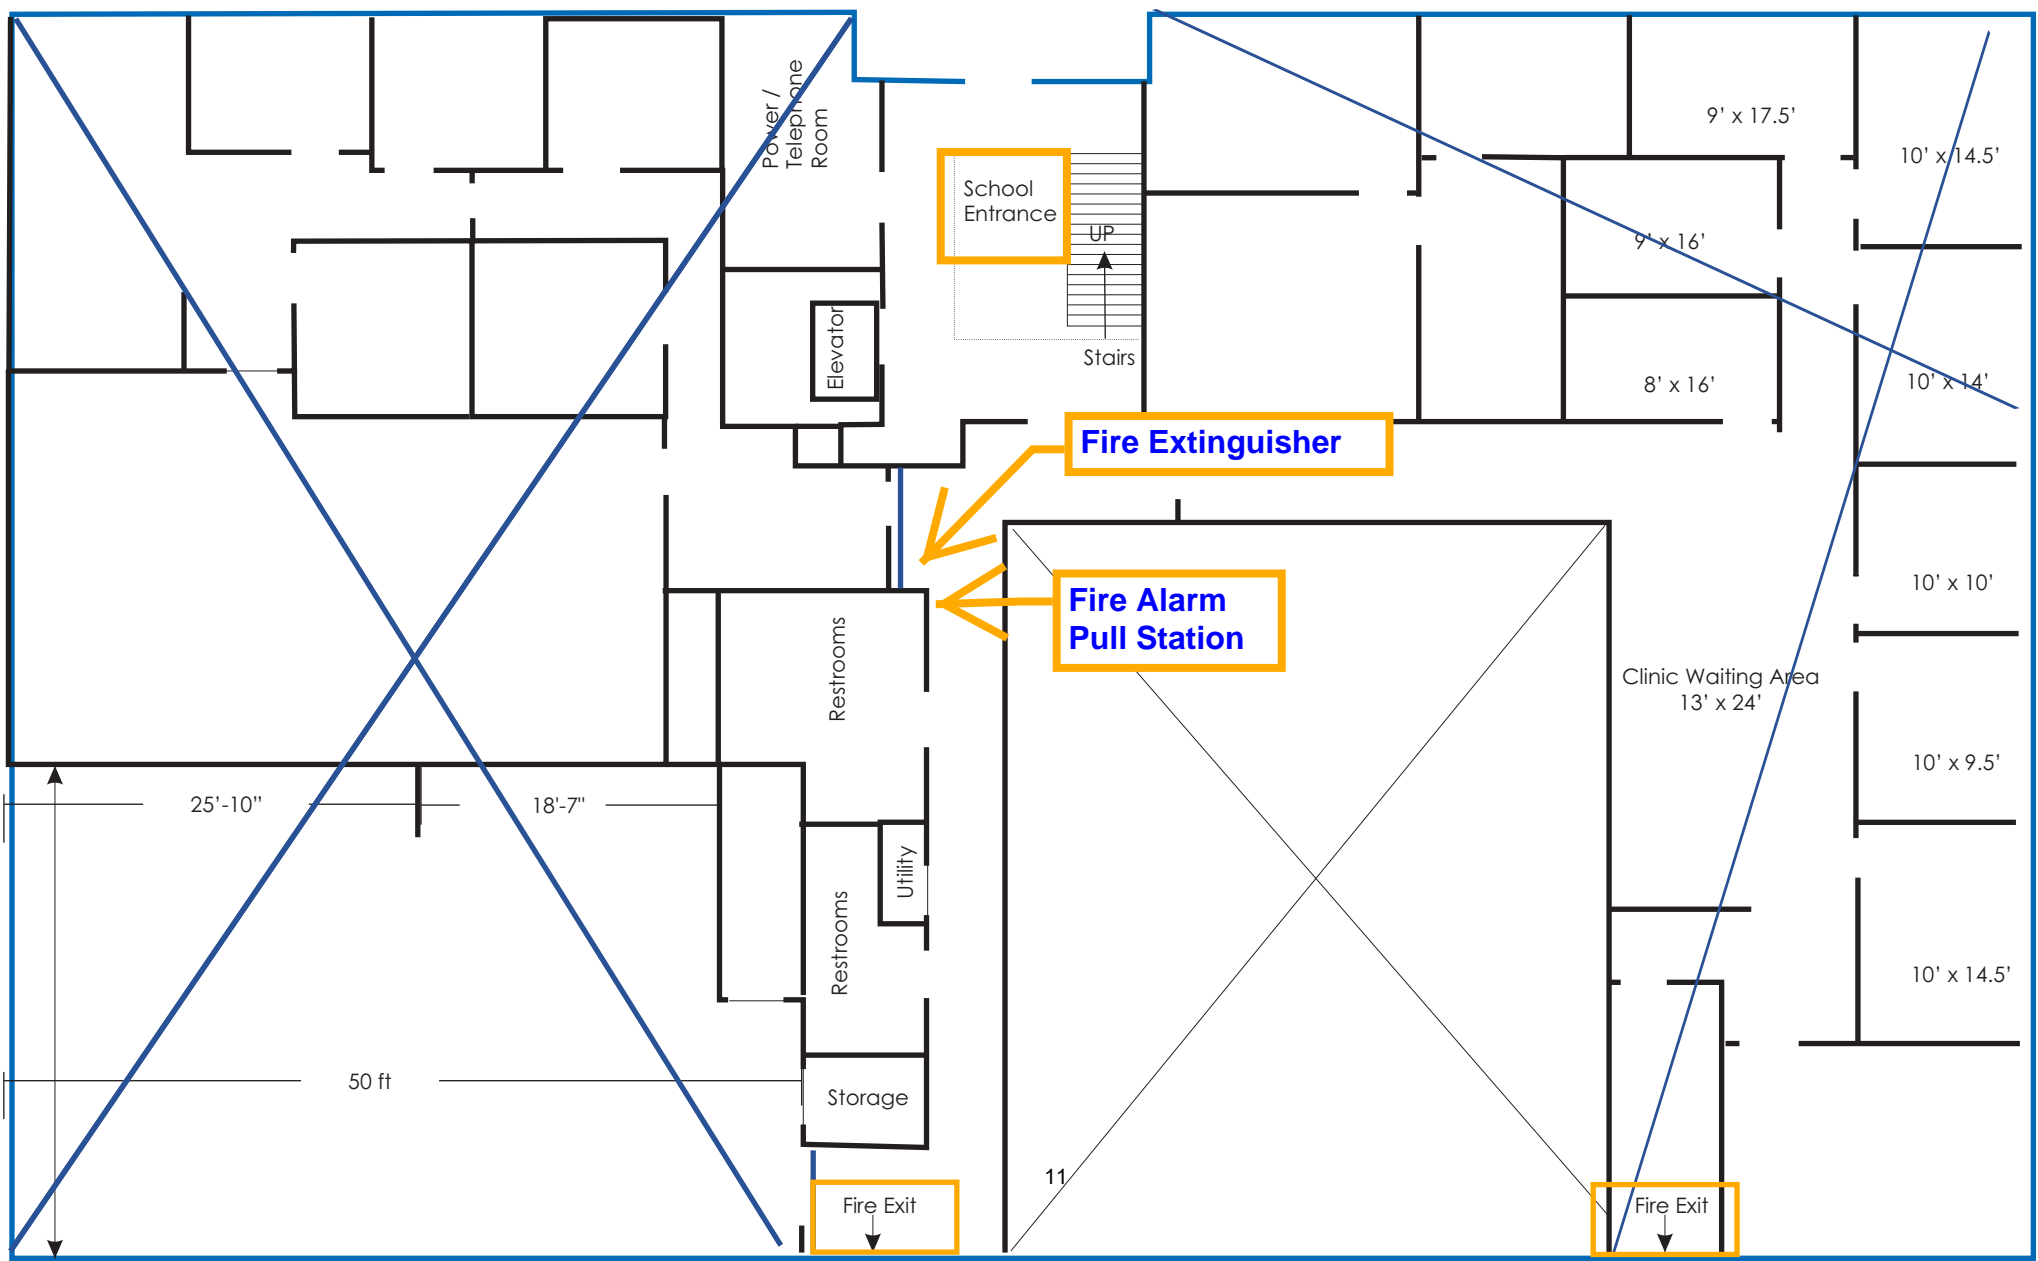 Power /
Telephone
Room
School
Entrance
UP
Stairs
Elevator
9’ x 17.5’
10’ x 14.5’
9’ x 16’
8’ x 16’
10’ x 14’
Fire Extinguisher
Fire Alarm
Pull Station
10’ x 10’
Restrooms
Clinic Waiting Area
13’ x 24’
10’ x 9.5’
25’-10”
18'-7"
Utility
Restrooms
10’ x 14.5’
50 ft
Storage
11
Fire Exit
Fire Exit